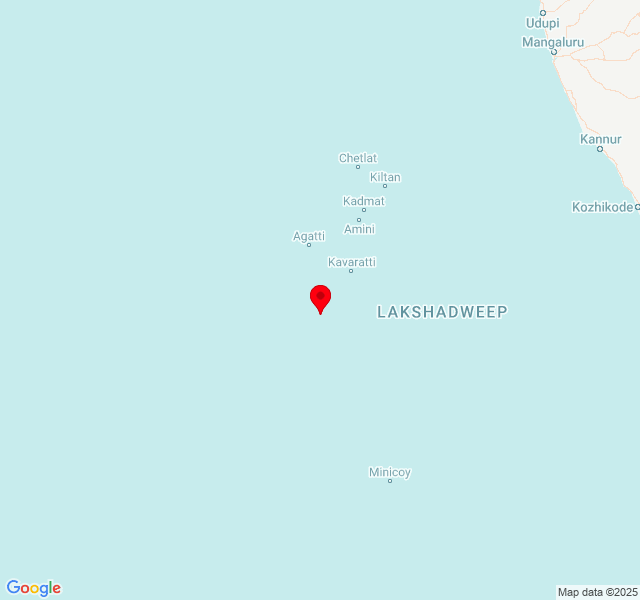 Udupi
Mangaluru
Kannur
Chetlat
Kiltan
Kadmat
Kozhikode
Amini
Agatti
Kavaratti
LAKSHADWEEP
Minicoy
Google
Map data ©2025